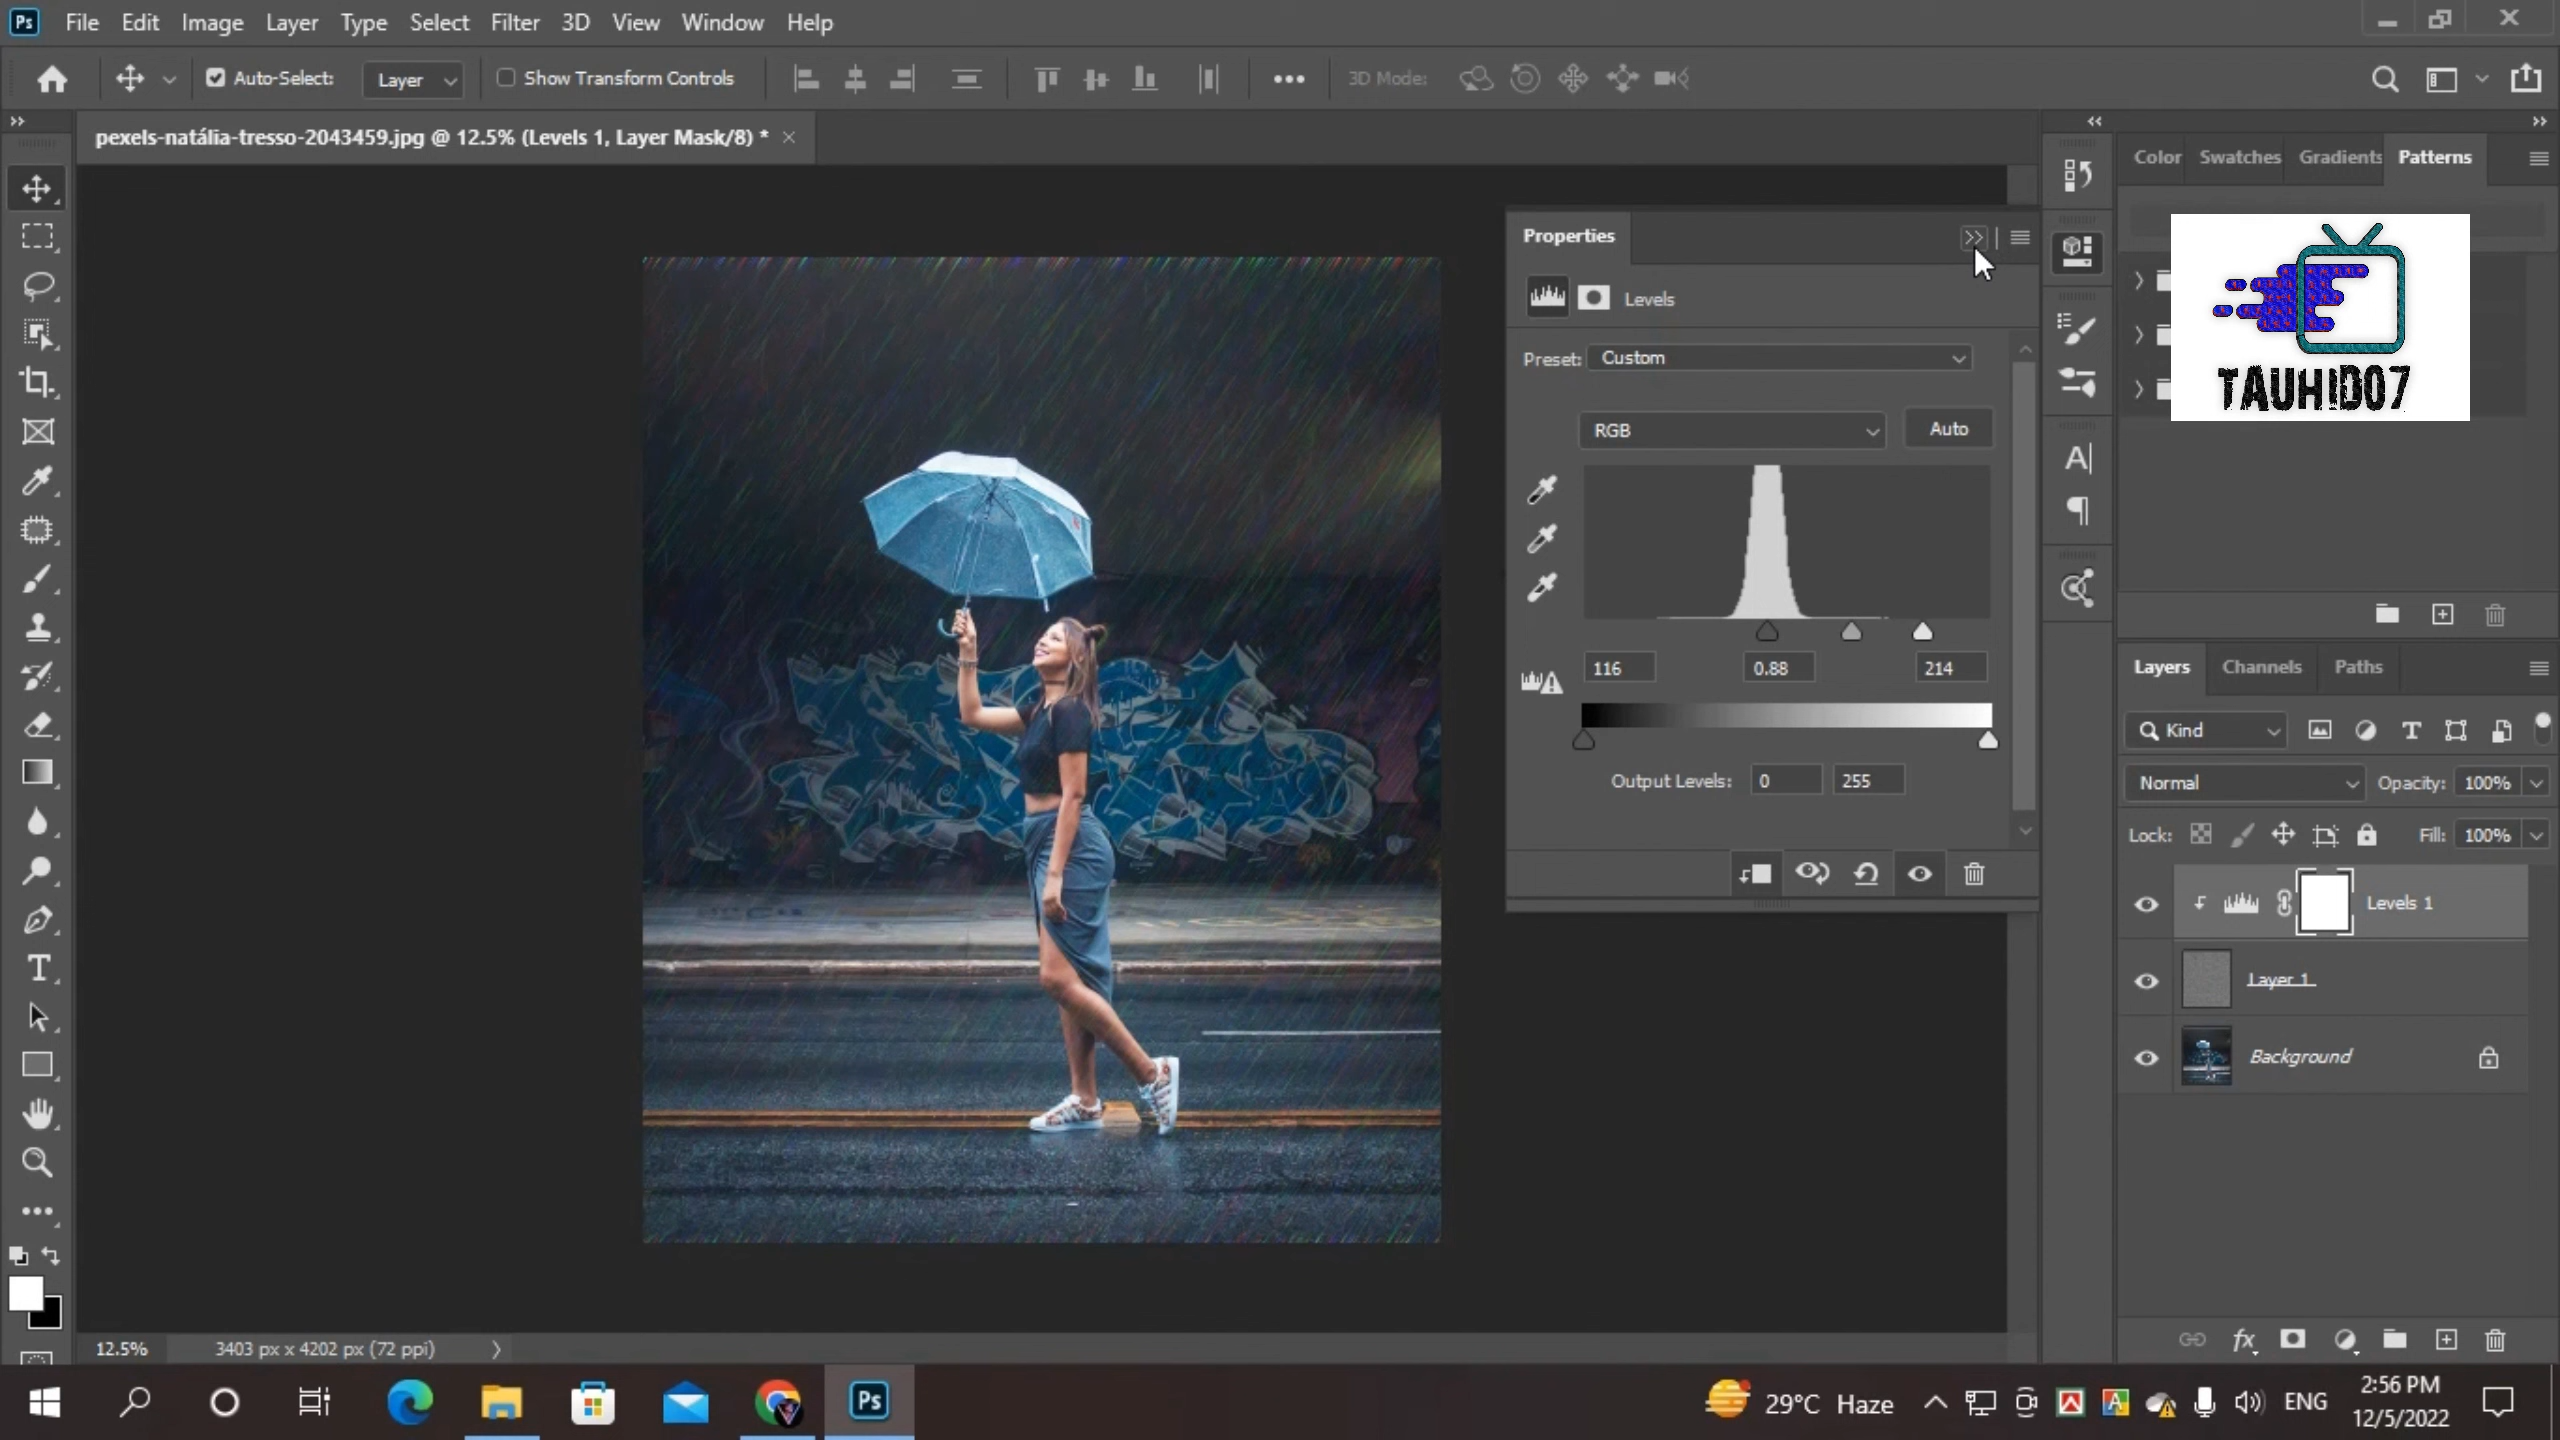 Ps File Edit Image Layer Type Select Filter 3D View Window Help
Auto-Select: Layer Show Transform Controls 3D Mode:
pexels-natália-tresso-2043459.jpg @ 12.5% (Levels 1, Layer Mask/8) *
Color Swatches Gradients Patterns
TAUHID07
Properties
Levels
Preset: Custom
RGB Auto
116 0.88 214
Output Levels: 0 255
Layers Channels Paths
Kind
Normal Opacity: 100%
Lock: Fill: 100%
Levels 1
Layer 1
Background
12.5% 3403 px x 4202 px (72 ppi)
Ps 29°C Haze ENG 2:56 PM
12/5/2022